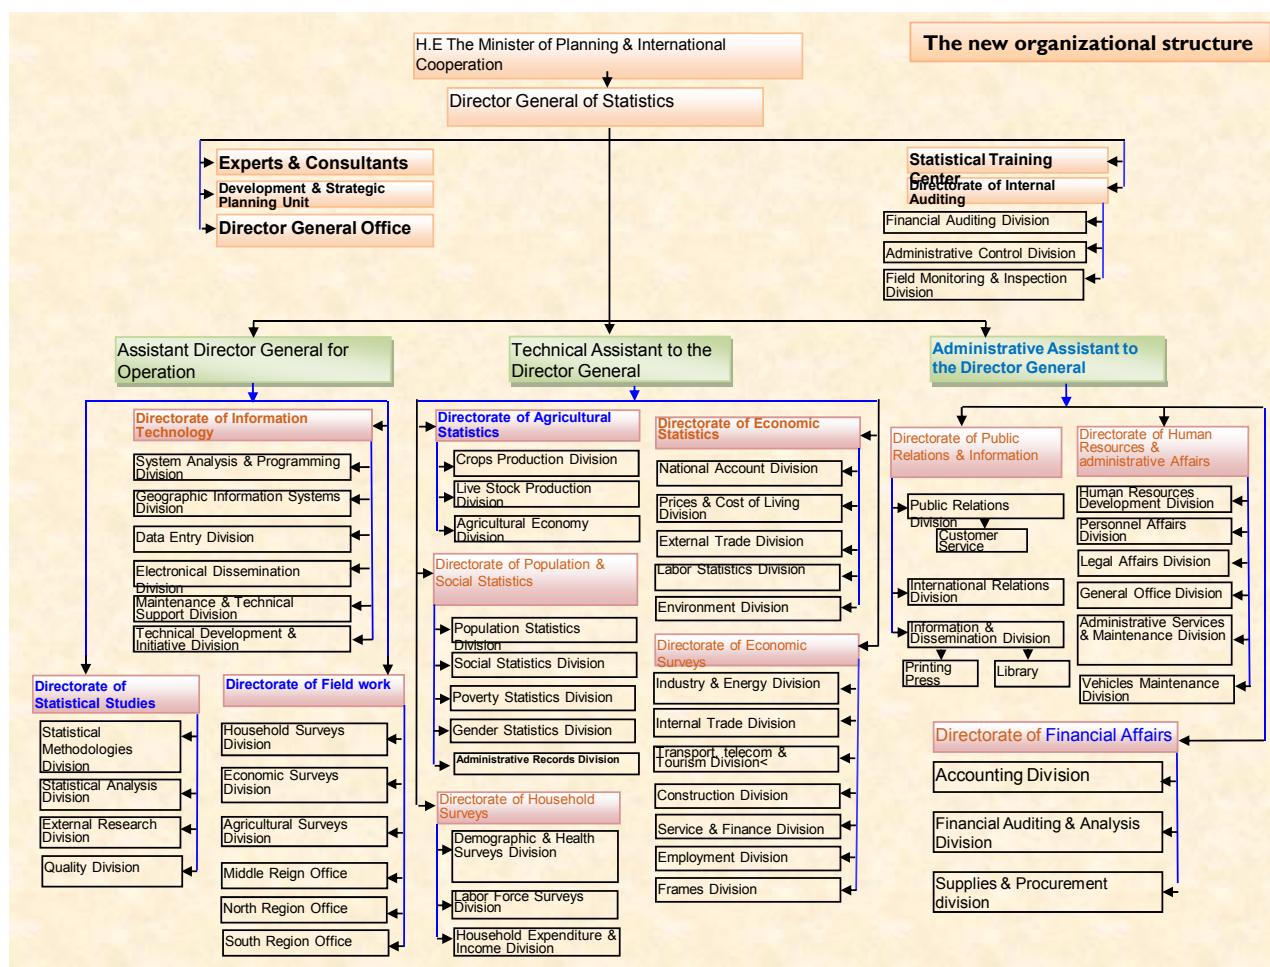 The new organizational structure
H.E The Minister of Planning & International
Cooperation
Director General of Statistics
Experts & Consultants
Development & Strategic
Planning Unit
Director General Office
Statistical Training
Center
Directorate of Internal
Auditing
Financial Auditing Division
Administrative Control Division
Field Monitoring & Inspection
Division
Assistant Director General for
Operation
Technical Assistant to the
Director General
Administrative Assistant to
the Director General
Directorate of Information
Technology
System Analysis & Programming
Division
Geographic Information Systems
Division
Data Entry Division
Electronical Dissemination
Division
Maintenance & Technical
Support Division
Technical Development &
Initiative Division
Directorate of
Statistical Studies
Statistical
Methodologies
Division
Statistical Analysis
Division
External Research
Division
Quality Division
Directorate of Field work
Household Surveys
Division
Economic Surveys
Division
Agricultural Surveys
Division
Middle Reign Office
North Region Office
South Region Office
Directorate of Agricultural
Statistics
Crops Production Division
Live Stock Production
Division
Agricultural Economy
Division
Directorate of Population &
Social Statistics
Population Statistics
Division
Social Statistics Division
Poverty Statistics Division
Gender Statistics Division
Administrative Records Division
Directorate of Household
Surveys
Demographic & Health
Surveys Division
Labor Force Surveys
Division
Household Expenditure &
Income Division
Directorate of Economic
Statistics
National Account Division
Prices & Cost of Living
Division
External Trade Division
Labor Statistics Division
Environment Division
Directorate of Economic
Surveys
Industry & Energy Division
Internal Trade Division
Transport, telecom &
Tourism Division<
Construction Division
Service & Finance Division
Employment Division
Frames Division
Directorate of Public
Relations & Information
Public Relations
Division
Customer
Service
International Relations
Division
Information &
Dissemination Division
Printing
Press
Library
Directorate of Human
Resources &
administrative Affairs
Human Resources
Development Division
Personnel Affairs
Division
Legal Affairs Division
General Office Division
Administrative Services
& Maintenance Division
Vehicles Maintenance
Division
Directorate of Financial Affairs
Accounting Division
Financial Auditing & Analysis
Division
Supplies & Procurement
division